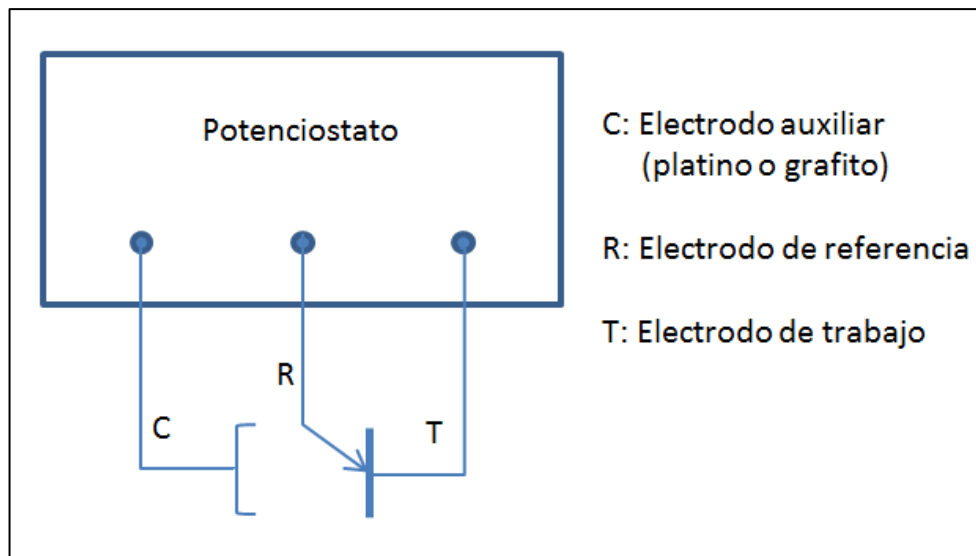 Potenciostato
C: Electrodo auxiliar
(platino o grafito)
R: Electrodo de referencia
T: Electrodo de trabajo
R
C
T